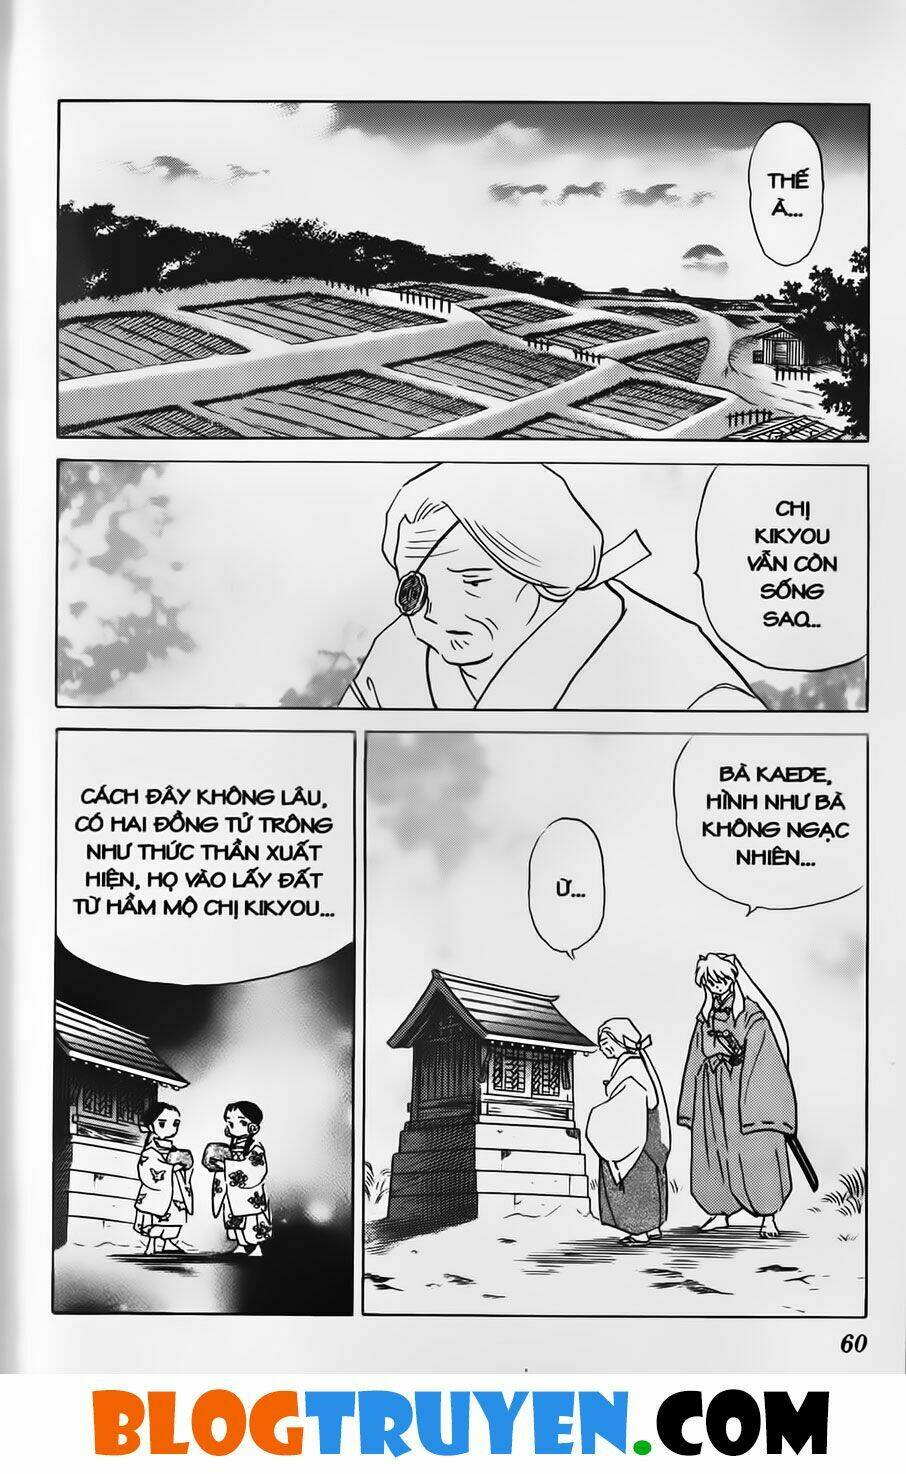 THẾ
À...
CHỊ
KIKYOU
VẪN CÒN
SỐNG
SAO...
BÀ KAEDE,
HÌNH NHƯ BÀ
KHÔNG NGẠC
NHIÊN...
Ừ...
CÁCH ĐÂY KHÔNG LÂU,
CÓ HAI ĐỒNG TỬ TRÔNG
NHƯ THỨC THẦN XUẤT
HIỆN, HỌ VÀO LẤY ĐẤT
TỪ HẦM MỘ CHỊ KIKYOU...
60
BLOGTRUYEN.COM